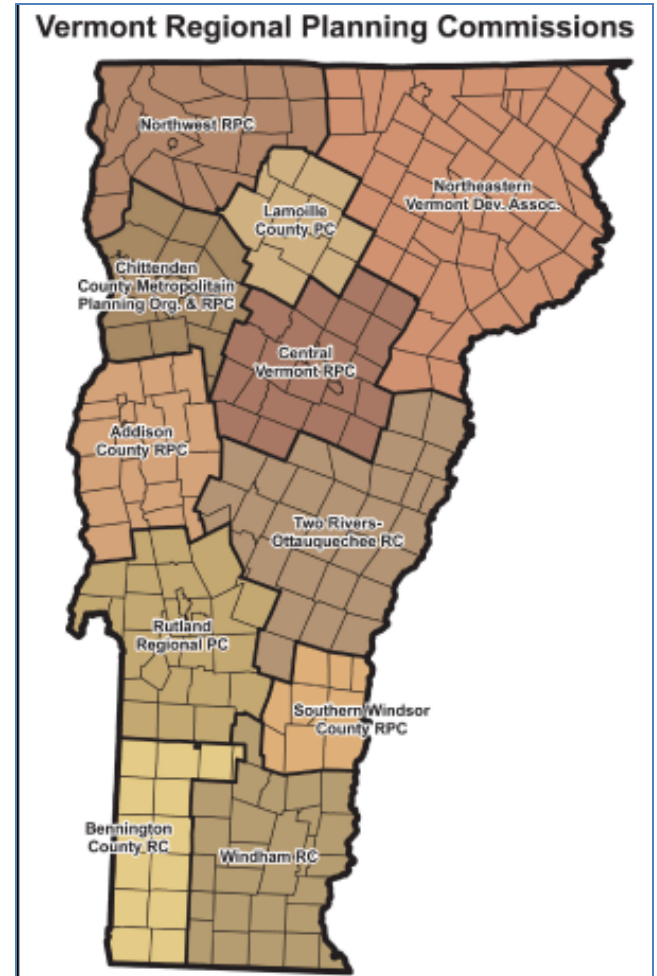 Vermont Regional Planning Commissions
Northwest RPC
Northeastern
Vermont Dev. Assoc.
Lamoille
County PC
Chittenden
County Metropolitain
Planning Org. & RPC
Central
Vermont RPC
Addison
County RPC
Two Rivers-
Ottauquechee RC
Rutland
Regional PC
Southern Windsor
County RPC
Bennington
County RC
Windham RC